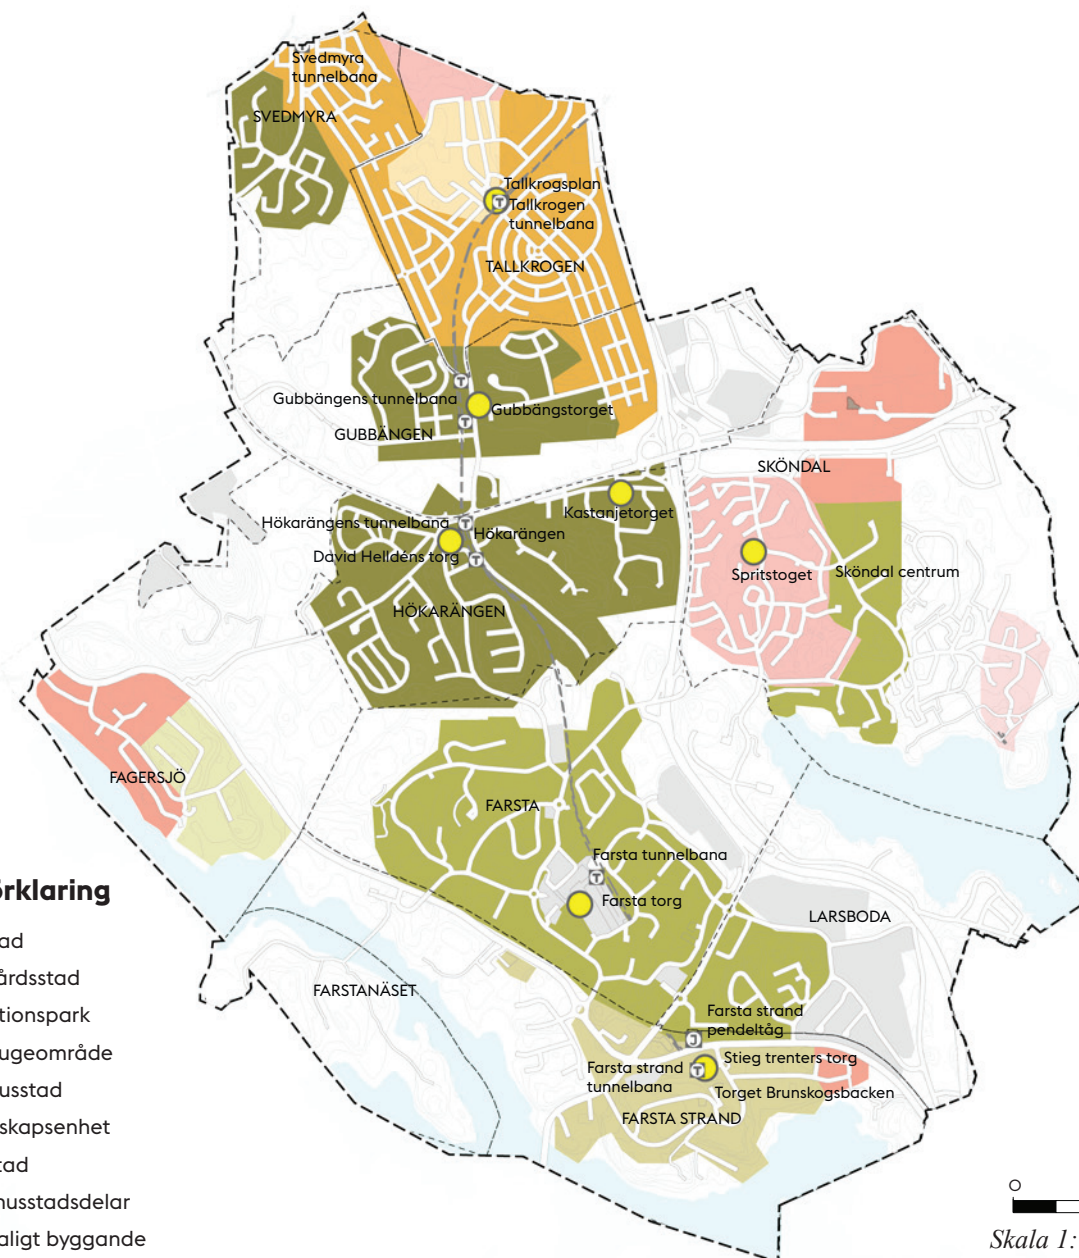 Svedmyra
tunnelbana
SVEDMYRA
Tallkrogsplan
Tallkrogen
tunnelbana
TALLKROGEN
Gubbängens tunnelbana
Gubbängstorget
GUBBÄNGEN
SKÖNDAL
Kastanjetorget
Hökarängens tunnelbana
Hökarängen
David Helldéns torg
Spritstoget
Sköndal centrum
HÖKARÄNGEN
FAGERSJÖ
FARSTA
Farsta tunnelbana
Farsta torg
LARSBODA
FARSTANÄSET
Farsta strand
pendeltåg
Stieg trenters torg
Farsta strand
tunnelbana
Torget Brunskogsbacken
FARSTA STRAND
T
T
T
T
T
T
J
T
örklaring
ad
årdsstad
tionspark
ugeområde
usstad
skapsenhet
tad
nusstadsdelar
aligt byggande
0
Skala 1: